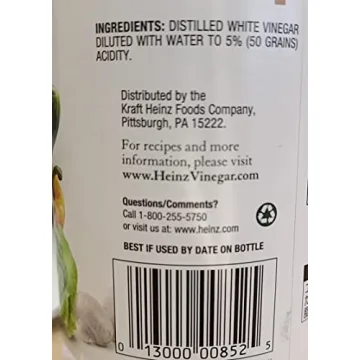 INGREDIENTS: DISTILLED WHITE VINEGAR
DILUTED WITH WATER TO 5% (50 GRAINS)
ACIDITY.
Distributed by the
Kraft Heinz Foods Company,
Pittsburgh, PA 15222.
For recipes and more
information, please visit
www.HeinzVinegar.com.
Questions/Comments?
Call 1-800-255-5750
or visit us at: www.heinz.com
BEST IF USED BY DATE ON BOTTLE
0 13000 00852 5